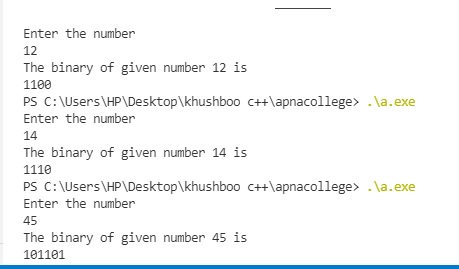 Enter the number
12
The binary of given number 12 is
1100
PS C:\Users\HP\Desktop\khushboo c++\apnacollege> .\a.exe
Enter the number
14
The binary of given number 14 is
1110
PS C:\Users\HP\Desktop\khushboo c++\apnacollege> .\a.exe
Enter the number
45
The binary of given number 45 is
101101